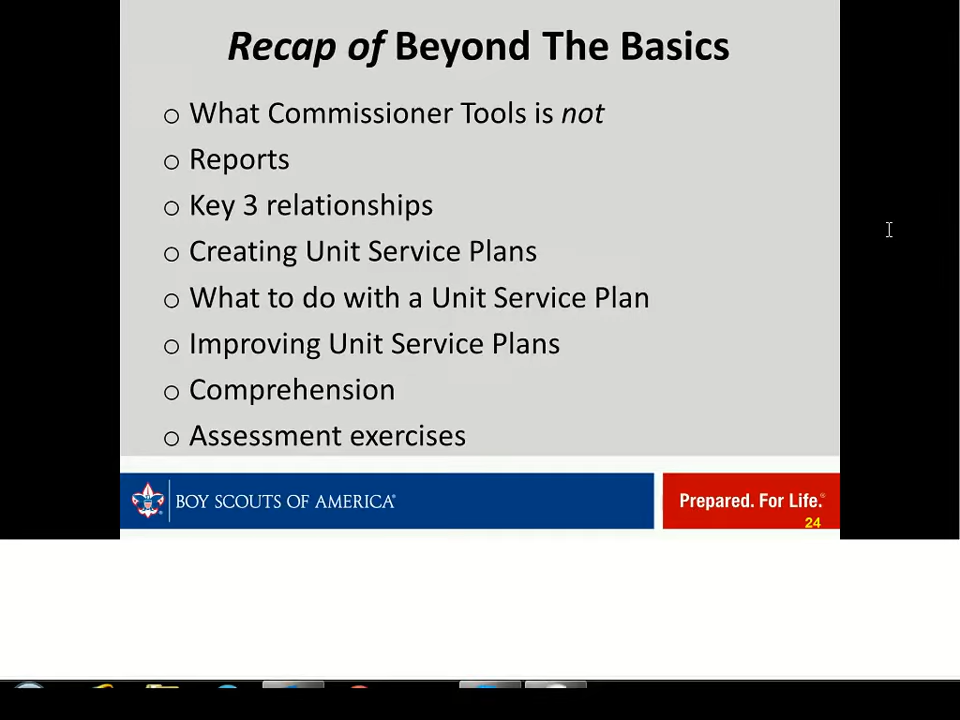 Recap of Beyond The Basics
o What Commissioner Tools is not
o Reports
o Key 3 relationships
o Creating Unit Service Plans
o What to do with a Unit Service Plan
o Improving Unit Service Plans
o Comprehension
o Assessment exercises
BOY SCOUTS OF AMERICA®
Prepared. For Life.®
24